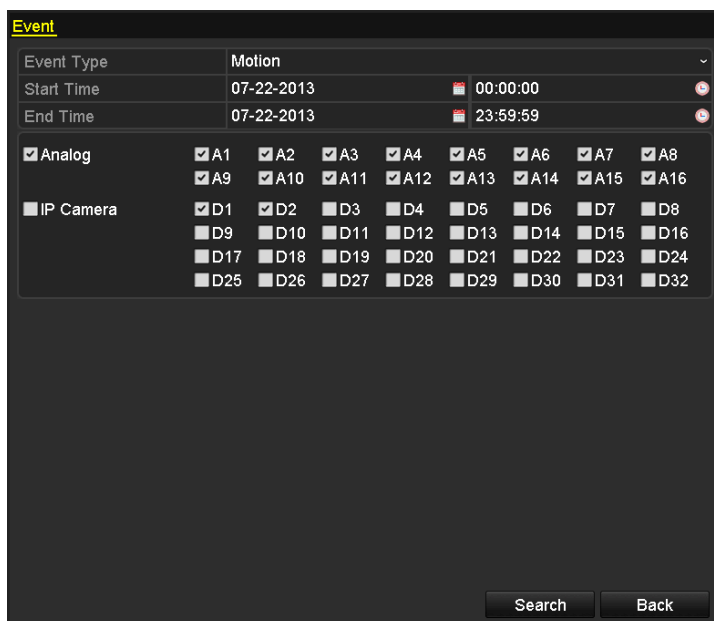 Event
Event Type Motion
Start Time 07-22-2013 00:00:00
End Time 07-22-2013 23:59:59
Analog A1 A2 A3 A4 A5 A6 A7 A8
A9 A10 A11 A12 A13 A14 A15 A16
IP Camera D1 D2 D3 D4 D5 D6 D7 D8
D9 D10 D11 D12 D13 D14 D15 D16
D17 D18 D19 D20 D21 D22 D23 D24
D25 D26 D27 D28 D29 D30 D31 D32
Search Back